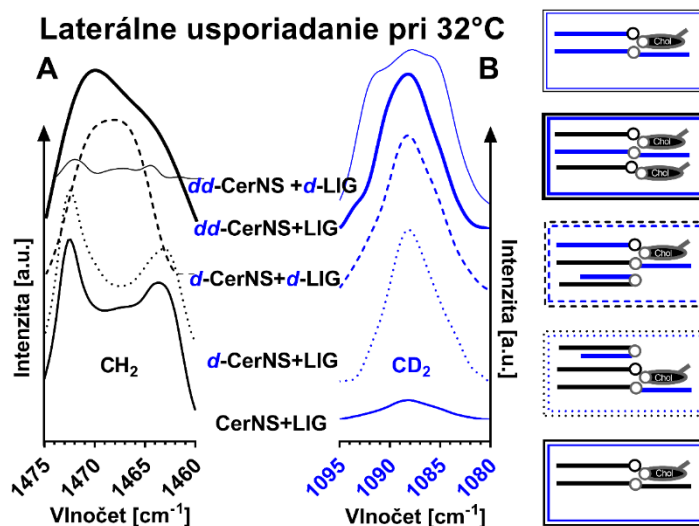 Laterálne usporiadanie pri 32°C
A
B
Intenzita [a.u.]
dd-CerNS +d-LIG
dd-CerNS+LIG
d-CerNS+d-LIG
d-CerNS+LIG
CerNS+LIG
CH2
CD2
Intenzita [a.u.]
1475
1470
1465
1460
Vlnočet [cm-1]
1095
1090
1085
1080
Vlnočet [cm-1]
Chol
Chol
Chol
Chol
Chol
Chol